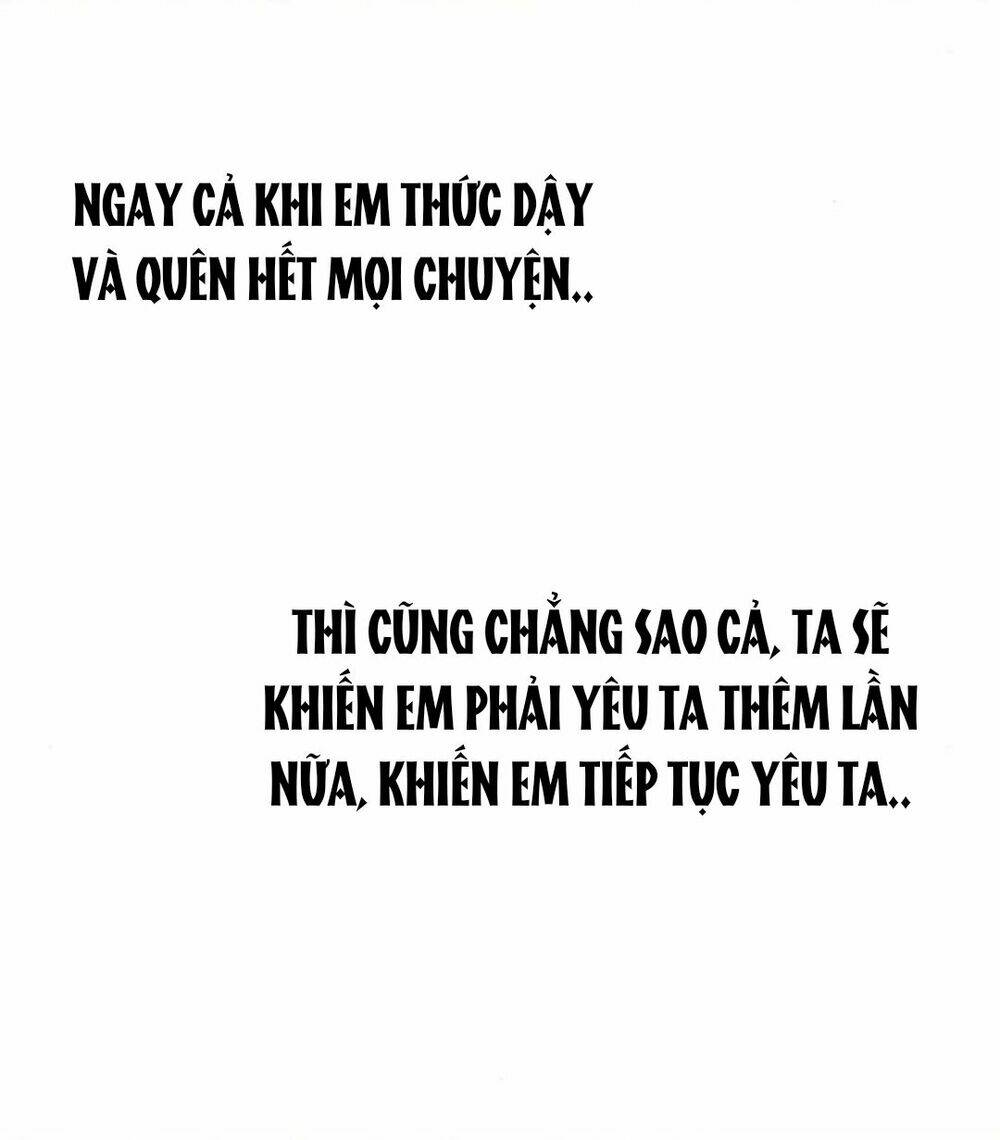 NGAY CẢ KHI EM THỨC DẬY
VÀ QUÊN HẾT MỌI CHUYỆN..
THÌ CŨNG CHẲNG SAO CẢ, TA SẼ
KHIẾN EM PHẢI YÊU TA THÊM LẦN
NỮA, KHIẾN EM TIẾP TỤC YÊU TA..